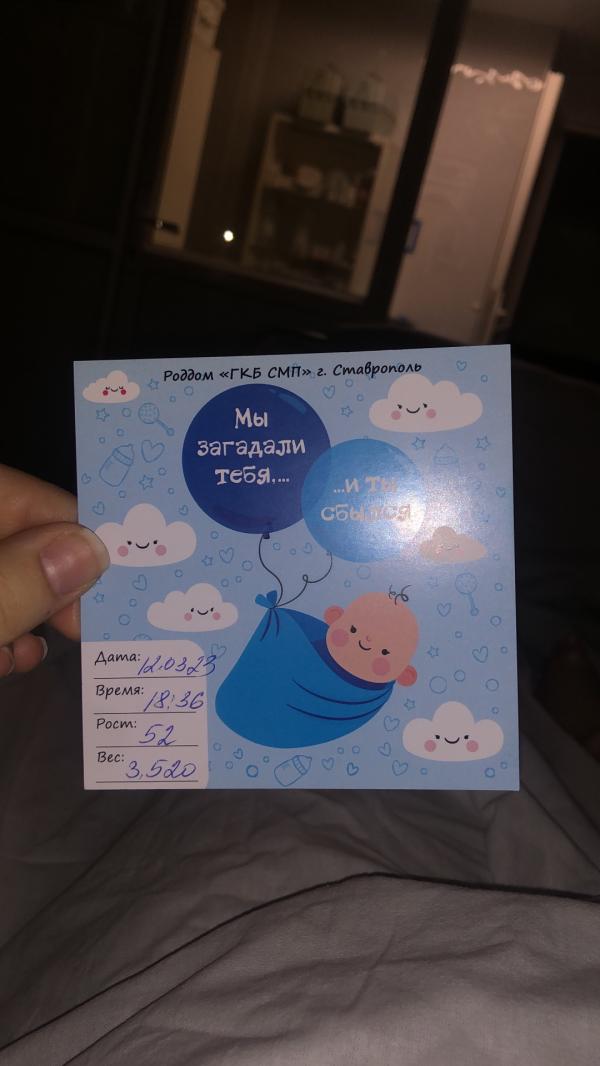 Роддом «ГКБ СМП» г. Ставрополь
Мы
загадали
тебя,...
...и ты
сбылся
Дата: 12.03.23
Время: 18:36
Рост: 52
Вес: 3,520